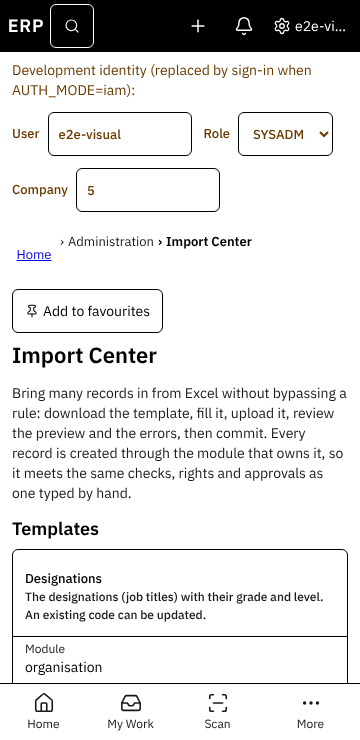 ERP
e2e-vi...
Development identity (replaced by sign-in when
AUTH_MODE=iam):
User
e2e-visual
Role
SYSADM
Company
5
Home › Administration › Import Center
Add to favourites
Import Center
Bring many records in from Excel without bypassing a
rule: download the template, fill it, upload it, review
the preview and the errors, then commit. Every
record is created through the module that owns it, so
it meets the same checks, rights and approvals as
one typed by hand.
Templates
Designations
The designations (job titles) with their grade and level.
An existing code can be updated.
Module
organisation
Home
My Work
Scan
More